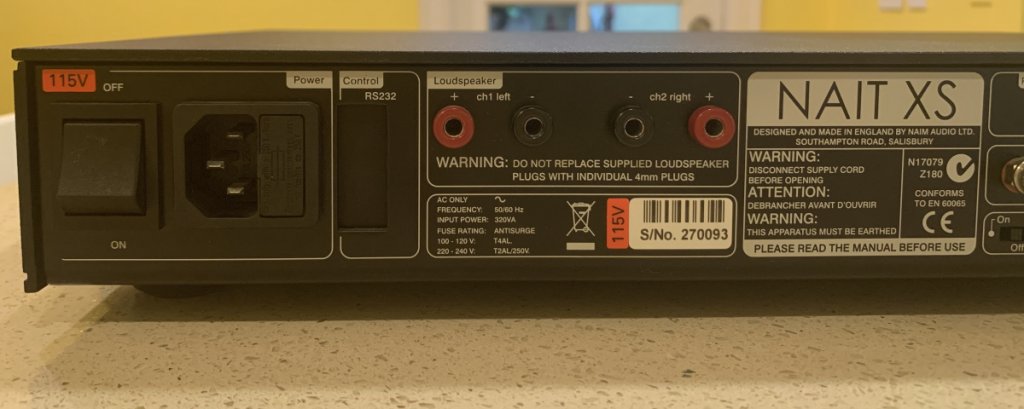 115V
OFF
Power
ON
Control
RS232
Loudspeaker
+ ch1 left - - ch2 right +
WARNING: DO NOT REPLACE SUPPLIED LOUDSPEAKER
PLUGS WITH INDIVIDUAL 4mm PLUGS
AC ONLY ~
FREQUENCY: 50/60 Hz
INPUT POWER: 320VA
FUSE RATING: ANTISURGE
100 - 120 V: T4AL.
220 - 240 V: T2AL/250V.
115V
S/No. 270093
NAIT XS
DESIGNED AND MADE IN ENGLAND BY NAIM AUDIO LTD.
SOUTHAMPTON ROAD, SALISBURY
WARNING:
DISCONNECT SUPPLY CORD
BEFORE OPENING
ATTENTION:
DEBRANCHER AVANT D'OUVRIR
WARNING:
THIS APPARATUS MUST BE EARTHED
N17079
Z180
CONFORMS
TO EN 60065
CE
PLEASE READ THE MANUAL BEFORE USE
On
Off